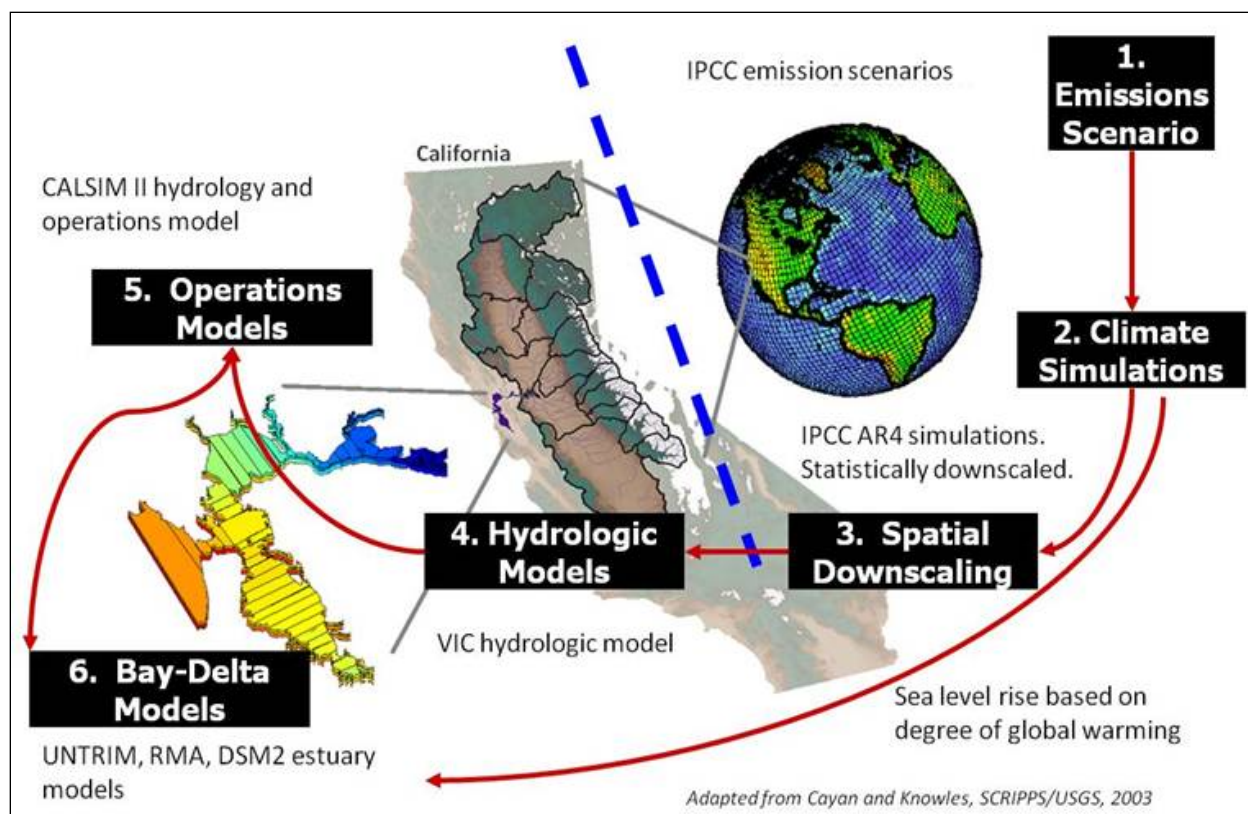 IPCC emission scenarios
1.
Emissions
Scenario
California
CALSIM II hydrology and
operations model
5. Operations
Models
2. Climate
Simulations
IPCC AR4 simulations.
Statistically downscaled.
4. Hydrologic
Models
3. Spatial
Downscaling
VIC hydrologic model
6. Bay-Delta
Models
Sea level rise based on
degree of global warming
UNTRIM, RMA, DSM2 estuary
models
Adapted from Cayan and Knowles, SCRIPPS/USGS, 2003